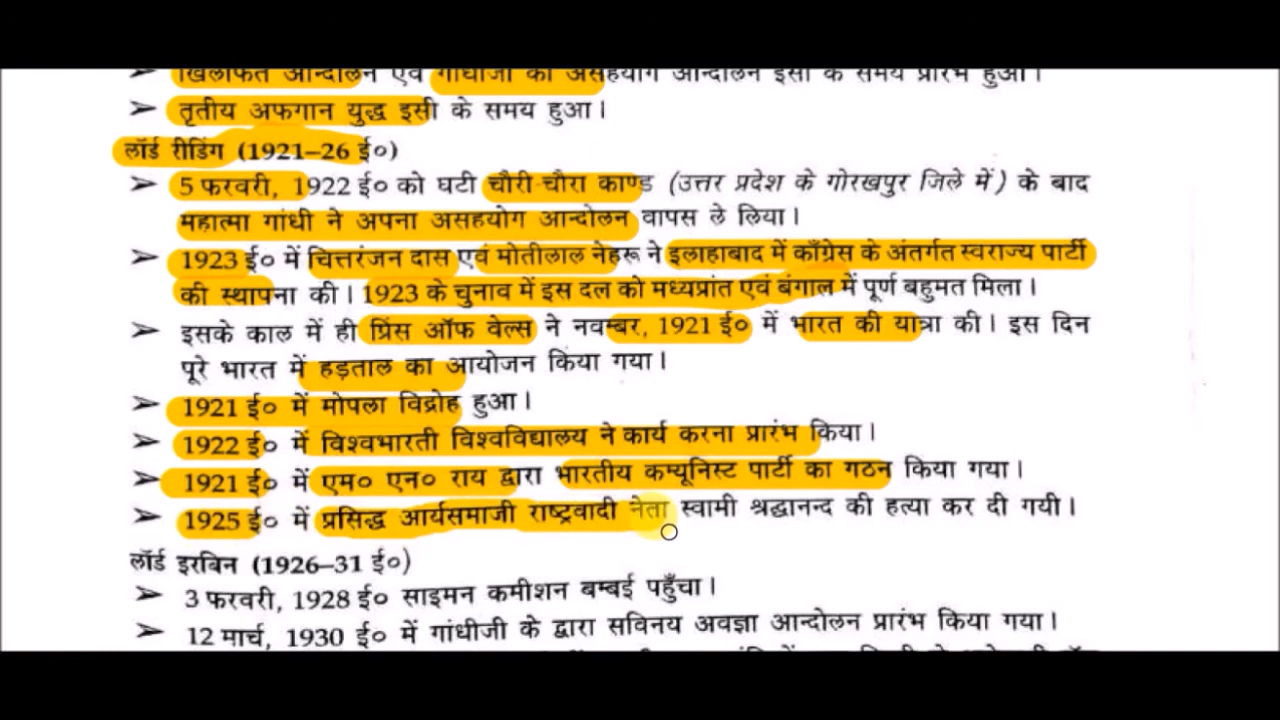 ➢ खिलाफत आन्दोलन एवं गांधीजी का असहयोग आन्दोलन इसी के समय प्रारंभ हुआ।
➢ तृतीय अफगान युद्ध इसी के समय हुआ।
लॉर्ड रीडिंग (1921–26 ई०)
➢ 5 फरवरी, 1922 ई० को घटी चौरी-चौरा काण्ड (उत्तर प्रदेश के गोरखपुर जिले में) के बाद
महात्मा गांधी ने अपना असहयोग आन्दोलन वापस ले लिया।
➢ 1923 ई० में चित्तरंजन दास एवं मोतीलाल नेहरू ने इलाहाबाद में काँग्रेस के अंतर्गत स्वराज्य पार्टी
की स्थापना की। 1923 के चुनाव में इस दल को मध्यप्रांत एवं बंगाल में पूर्ण बहुमत मिला।
➢ इसके काल में ही प्रिंस ऑफ वेल्स ने नवम्बर, 1921 ई० में भारत की यात्रा की। इस दिन
पूरे भारत में हड़ताल का आयोजन किया गया।
➢ 1921 ई० में मोपला विद्रोह हुआ।
➢ 1922 ई० में विश्वभारती विश्वविद्यालय ने कार्य करना प्रारंभ किया।
➢ 1921 ई० में एम० एन० राय द्वारा भारतीय कम्यूनिस्ट पार्टी का गठन किया गया।
➢ 1925 ई० में प्रसिद्ध आर्यसमाजी राष्ट्रवादी नेता स्वामी श्रद्धानन्द की हत्या कर दी गयी।
लॉर्ड इरबिन (1926–31 ई०)
➢ 3 फरवरी, 1928 ई० साइमन कमीशन बम्बई पहुँचा।
➢ 12 मार्च, 1930 ई० में गांधीजी के द्वारा सविनय अवज्ञा आन्दोलन प्रारंभ किया गया।